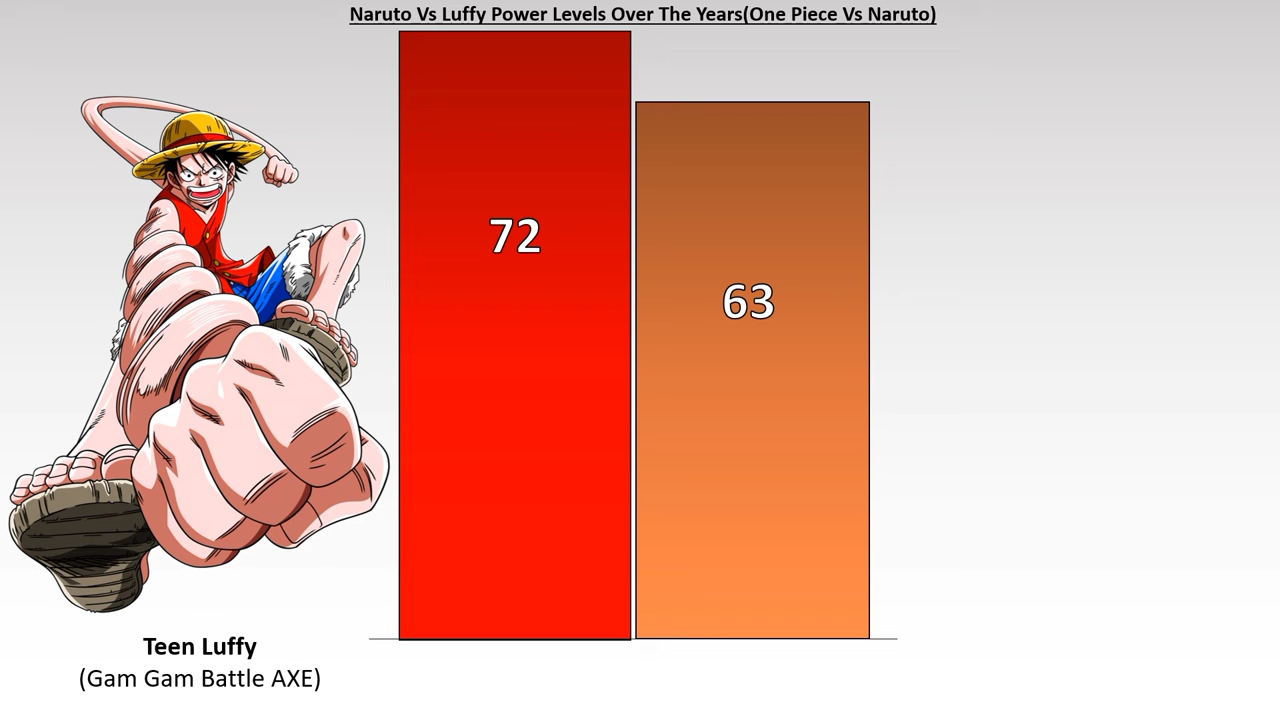 Naruto Vs Luffy Power Levels Over The Years(One Piece Vs Naruto)
72
63
Teen Luffy
(Gam Gam Battle AXE)